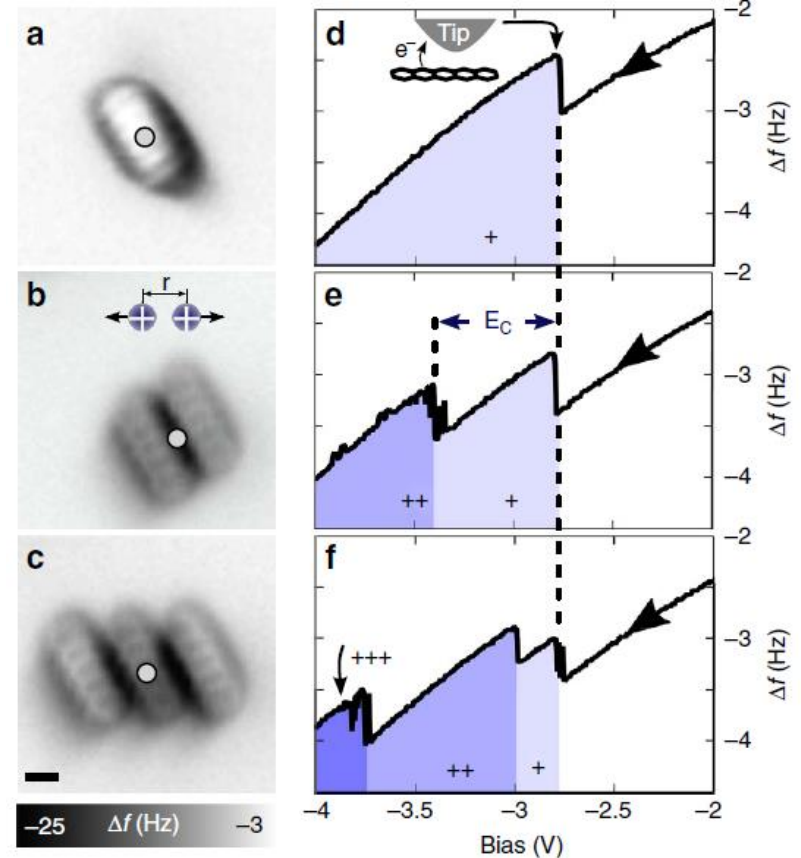 a
d
Tip
e⁻
+
−2
−3
−4
Δf (Hz)
b
r
+ +
e
E_C
++
+
−2
−3
−4
Δf (Hz)
c
f
+++
++
+
−2
−3
−4
Δf (Hz)
−25 Δf (Hz) −3
−4 −3.5 −3 −2.5 −2
Bias (V)